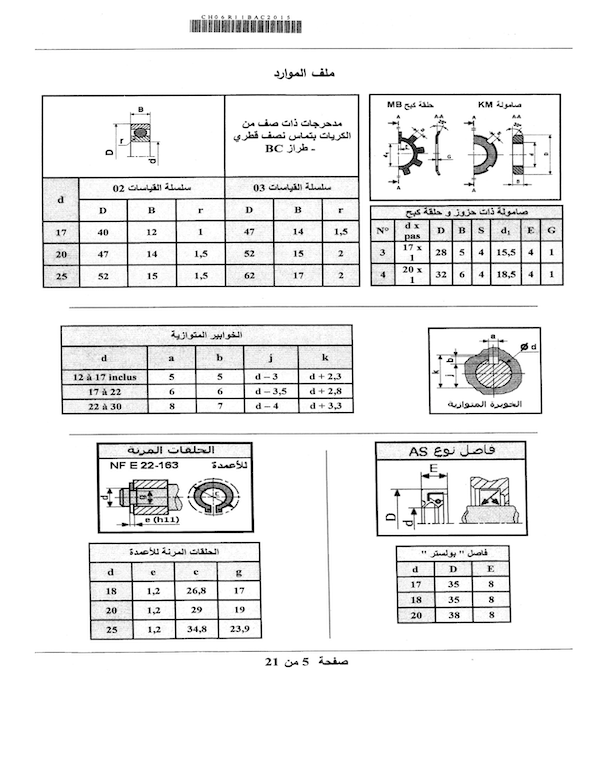 CH06R11BAC2015
ملف الموارد
مدحرجات ذات صف من
الكريات بتماس نصف قطري
- طراز BC
B
D
r
d
d
سلسلة القياسات 02
سلسلة القياسات 03
D B r D B r
17 40 12 1 47 14 1,5
20 47 14 1,5 52 15 2
25 52 15 1,5 62 17 2
صامولة KM
حلقة كبح MB
A
A-A
A
A-A
G
B
D
A
A
صامولة ذات حزوز و حلقة كبح
N° d x pas D B S d₁ E G
3 17 x 1 28 5 4 15,5 4 1
4 20 x 1 32 6 4 18,5 4 1
الخوابير المتوازية
d a b j k
12 à 17 inclus 5 5 d – 3 d + 2,3
17 à 22 6 6 d – 3,5 d + 2,8
22 à 30 8 7 d – 4 d + 3,3
a
b
k
j
Ø d
الخويرة المتوازية
الحلقات المرنة
للأعمدة NF E 22-163
d
g
c
e (h11)
الحلقات المرنة للأعمدة
d e c g
18 1,2 26,8 17
20 1,2 29 19
25 1,2 34,8 23,9
فاصل نوع AS
E
D
d
فاصل " بولستر "
d D E
17 35 8
18 35 8
20 38 8
صفحة 5 من 21